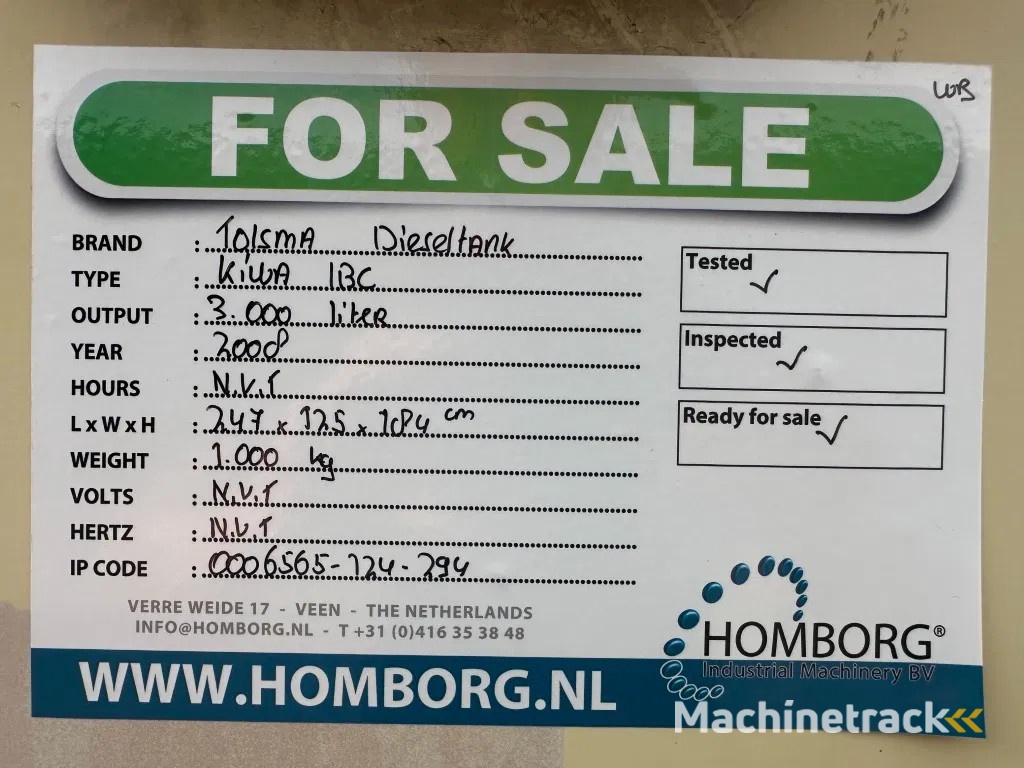 WB
FOR SALE
BRAND : Tolsma Dieseltank
TYPE : KIWA IBC
OUTPUT : 3.000 liter
YEAR : 2008
HOURS : N.V.T
L x W x H : 247 x 125 x 184 cm
WEIGHT : 1.000 kg
VOLTS : N.V.T
HERTZ : N.V.T
IP CODE : 0006565-124-294
Tested ✓
Inspected ✓
Ready for sale ✓
VERRE WEIDE 17 - VEEN - THE NETHERLANDS
INFO@HOMBORG.NL - T +31 (0)416 35 38 48
HOMBORG®
Industrial Machinery BV
WWW.HOMBORG.NL
Machinetrack